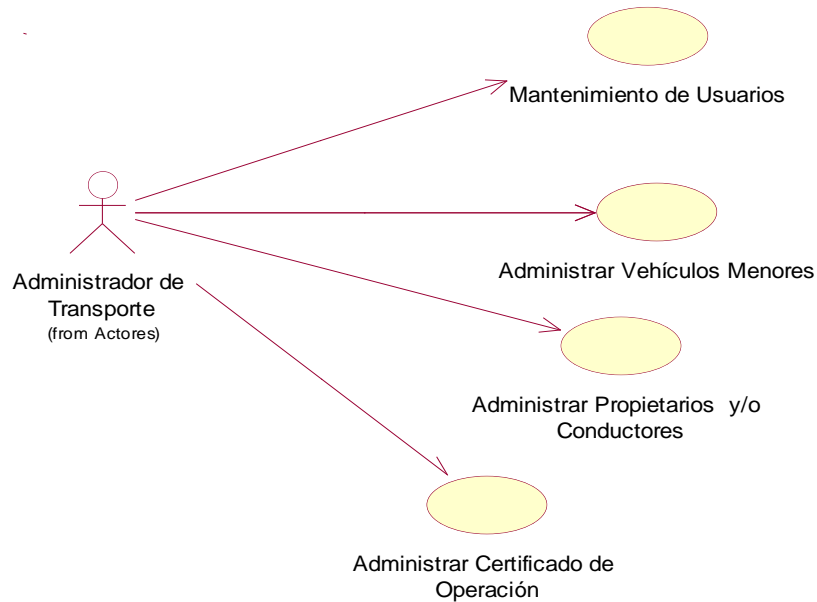 Mantenimiento de Usuarios
Administrar Vehículos Menores
Administrador de
Transporte
(from Actores)
Administrar Propietarios y/o
Conductores
Administrar Certificado de
Operación